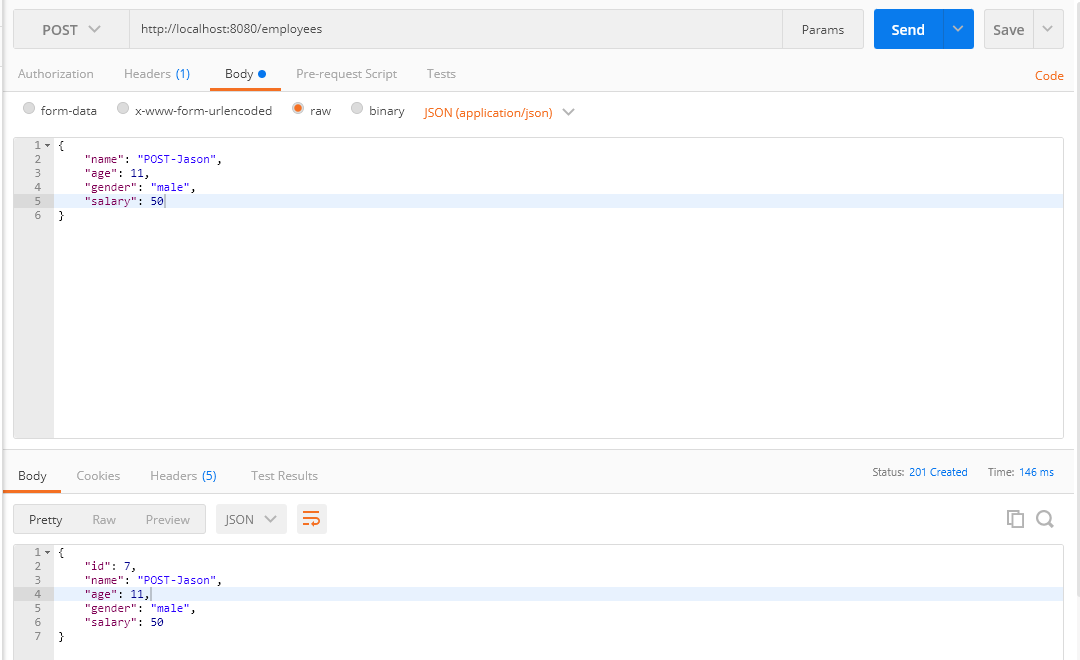 POST http://localhost:8080/employees Params Send Save
Authorization Headers (1) Body Pre-request Script Tests Code
form-data x-www-form-urlencoded raw binary JSON (application/json)
1 {
2 "name": "POST-Jason",
3 "age": 11,
4 "gender": "male",
5 "salary": 50
6 }
Body Cookies Headers (5) Test Results Status: 201 Created Time: 146 ms
Pretty Raw Preview JSON
1 {
2 "id": 7,
3 "name": "POST-Jason",
4 "age": 11,
5 "gender": "male",
6 "salary": 50
7 }